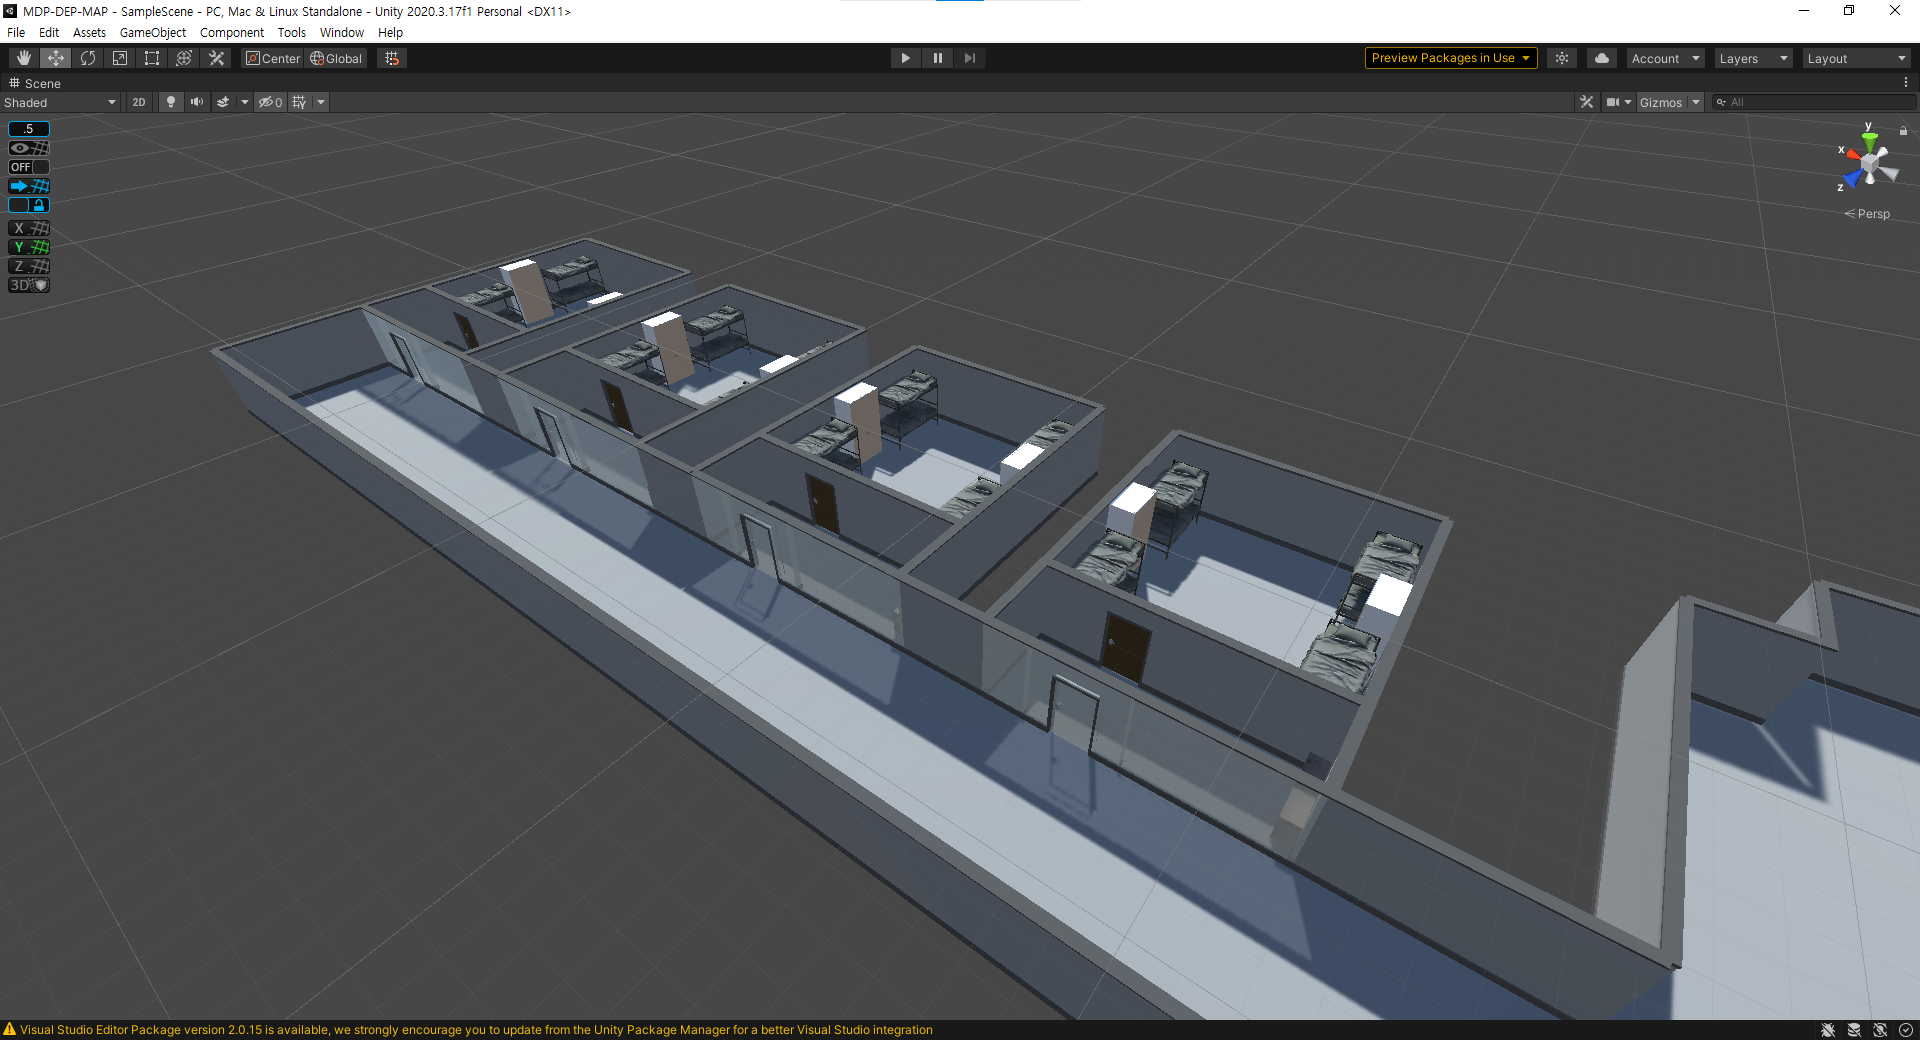 MDP-DEP-MAP - SampleScene - PC, Mac & Linux Standalone - Unity 2020.3.17f1 Personal <DX11>
File Edit Assets GameObject Component Tools Window Help
Center Global Preview Packages in Use Account Layers Layout
Scene
Shaded 2D 0 Gizmos All
.5
OFF
X
Y
Z
3D
y
x
z
Persp
Visual Studio Editor Package version 2.0.15 is available, we strongly encourage you to update from the Unity Package Manager for a better Visual Studio integration